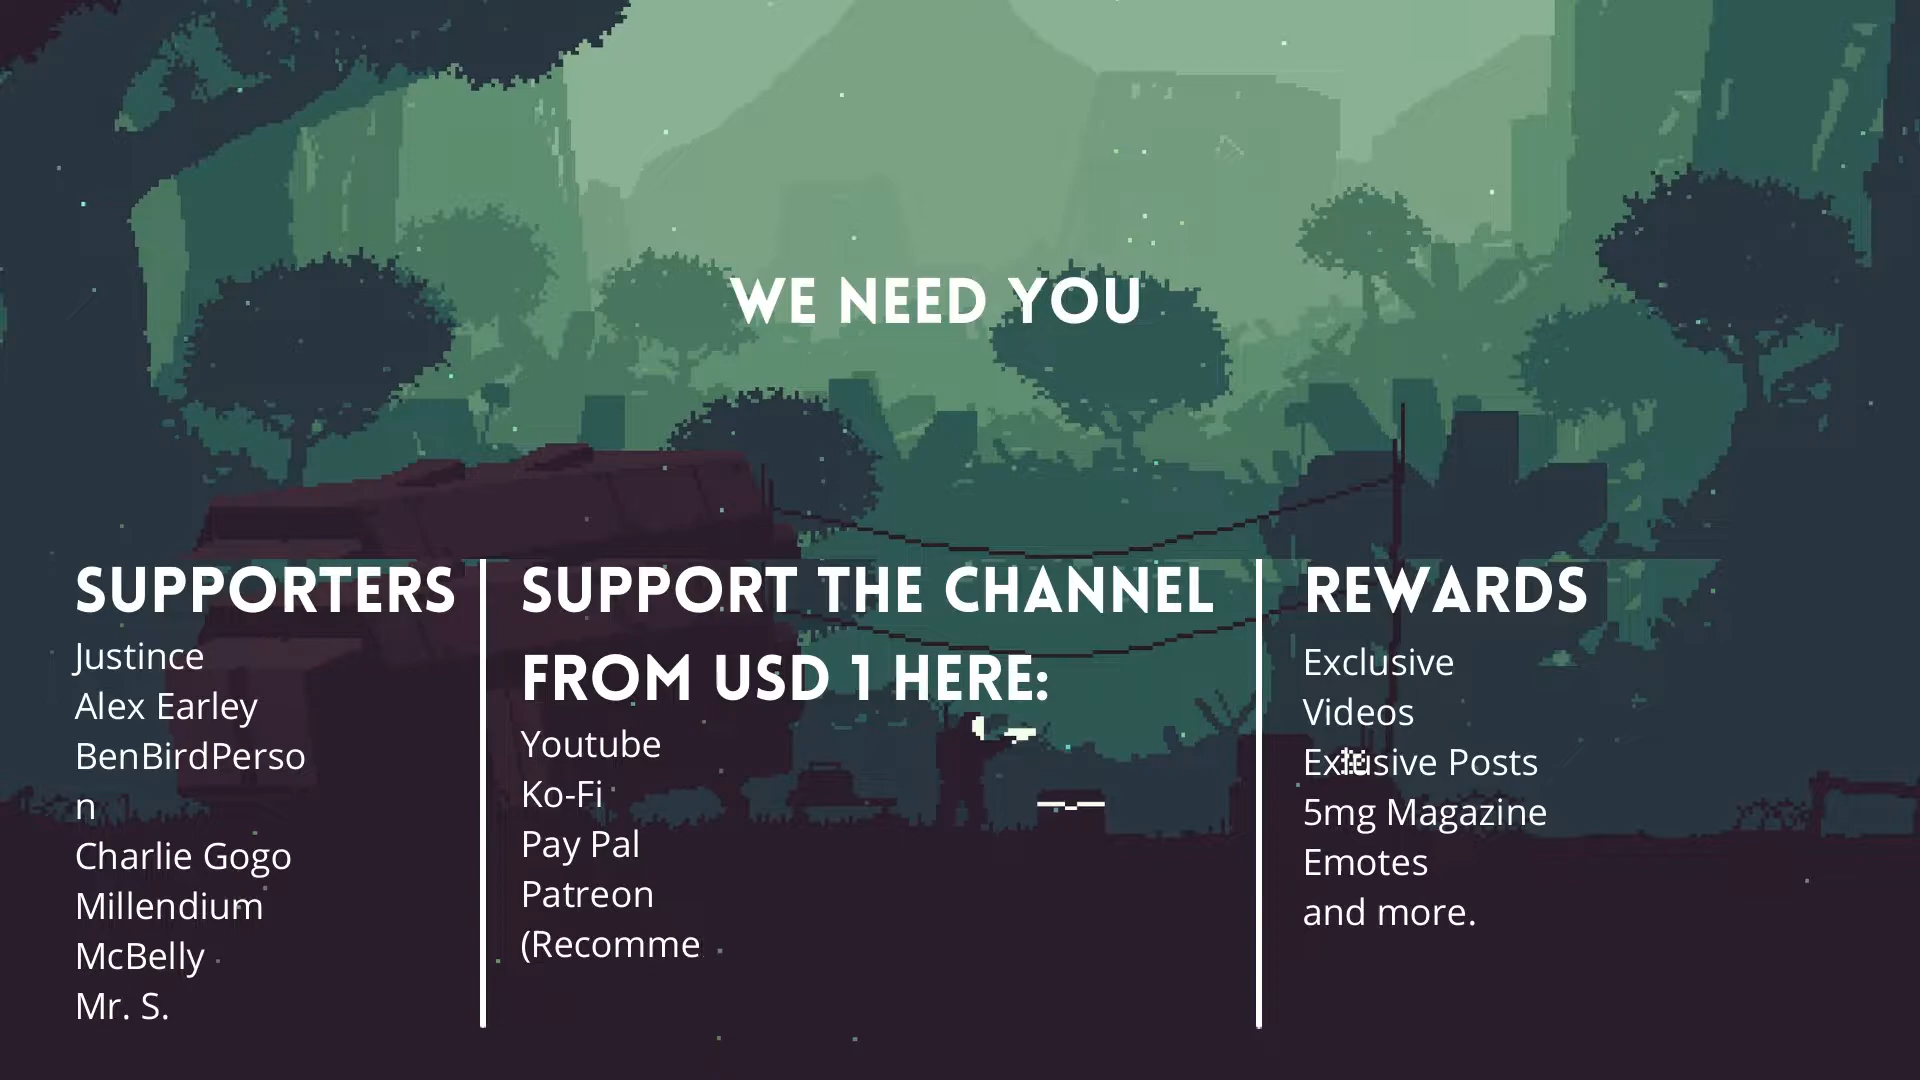 WE NEED YOU
SUPPORTERS
Justince
Alex Earley
BenBirdPerso
n
Charlie Gogo
Millendium
McBelly
Mr. S.
SUPPORT THE CHANNEL
FROM USD 1 HERE:
Youtube
Ko-Fi
Pay Pal
Patreon
(Recomme
REWARDS
Exclusive
Videos
Exlusive Posts
5mg Magazine
Emotes
and more.